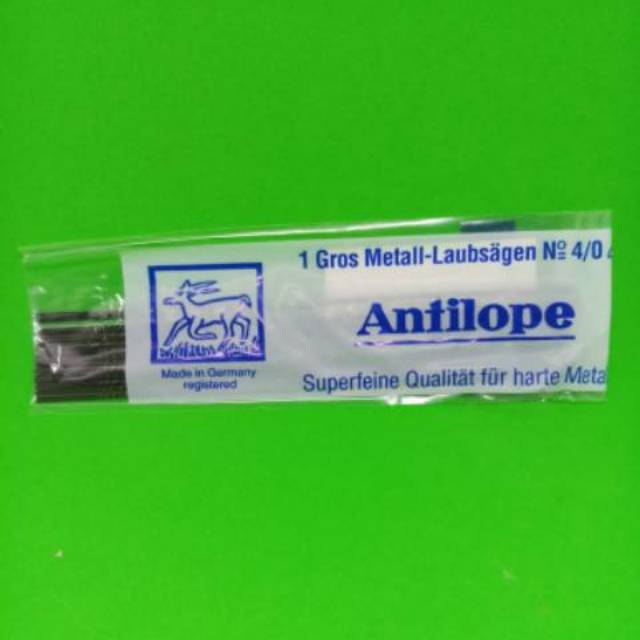 1 Gros Metall-Laubsägen Nº 4/0
Antilope
Made in Germany
registered
Superfeine Qualität für harte Meta